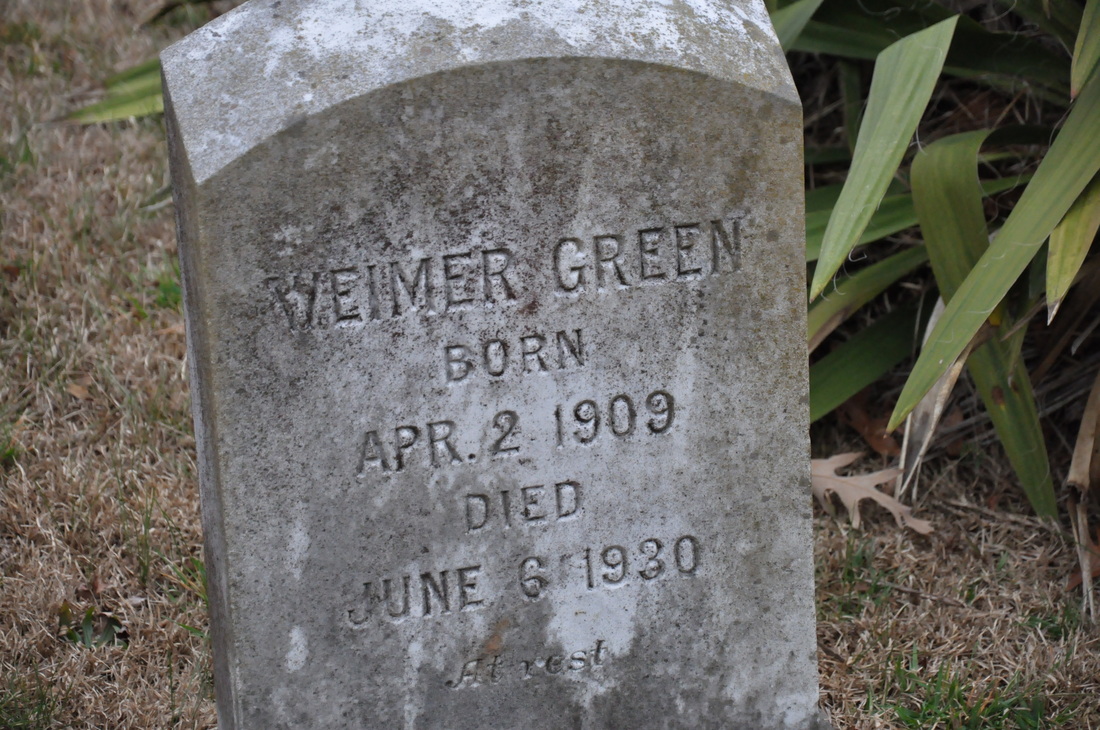 WEIMER GREEN
BORN
APR. 2 1909
DIED
JUNE 6 1930
At rest